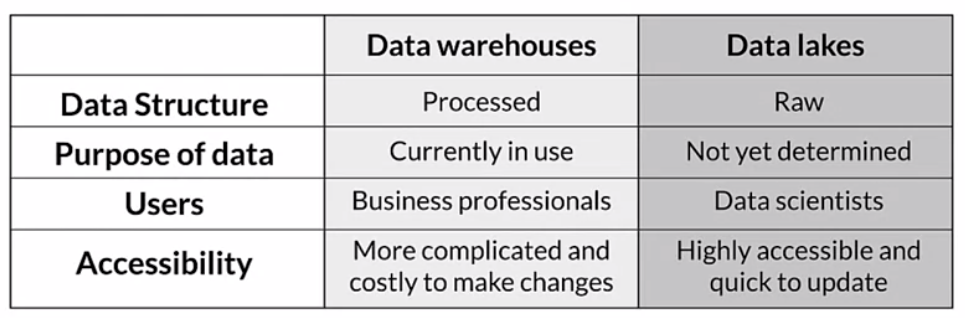 Data warehouses Data lakes
Data Structure Processed Raw
Purpose of data Currently in use Not yet determined
Users Business professionals Data scientists
Accessibility More complicated and costly to make changes Highly accessible and quick to update